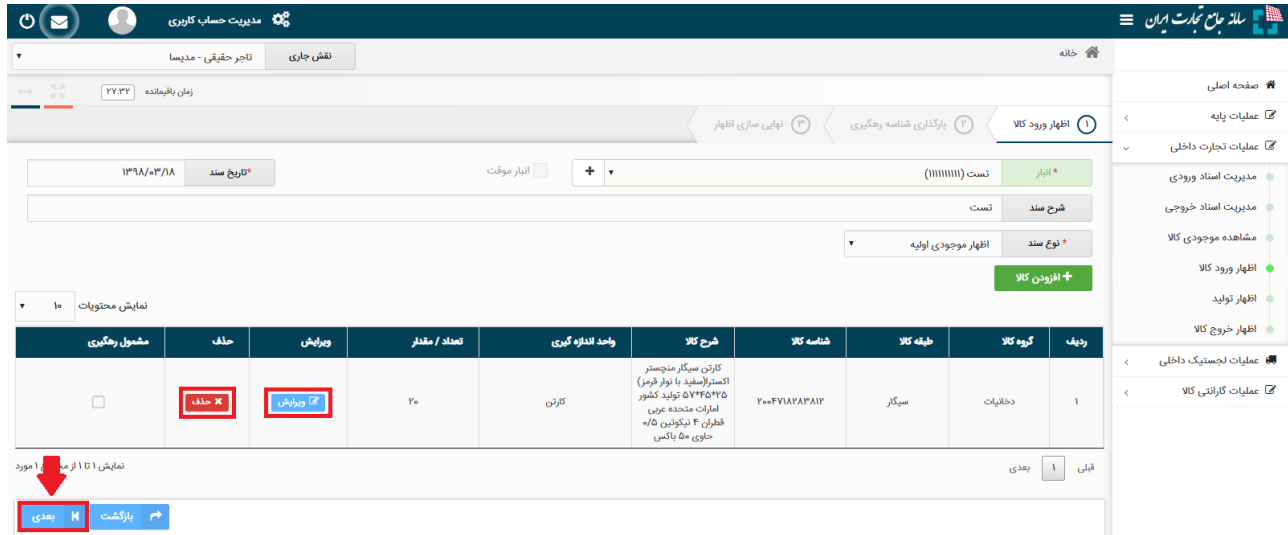 سامانه جامع تجارت ایران
مدیریت حساب کاربری
خانه
نقش جاری
تاجر حقیقی - مدیسا
صفحه اصلی
عملیات پایه
عملیات تجارت داخلی
مدیریت اسناد ورودی
مدیریت اسناد خروجی
مشاهده موجودی کالا
اظهار ورود کالا
اظهار تولید
اظهار خروج کالا
عملیات لجستیک داخلی
عملیات گارانتی کالا
زمان باقیمانده ۲۷:۳۲
۱ اظهار ورود کالا
۲ بارگذاری شناسه رهگیری
۳ نهایی سازی اظهار
* انبار
تست (۱۱۱۱۱۱۱۱۱۱)
+
انبار موقت
*تاریخ سند
۱۳۹۸/۰۳/۱۸
شرح سند
تست
* نوع سند
اظهار موجودی اولیه
+ افزودن کالا
نمایش محتویات ۱۰
ردیف گروه کالا طبقه کالا شناسه کالا شرح کالا واحد اندازه گیری تعداد / مقدار ویرایش حذف مشمول رهگیری
۱ دخانیات سیگار ۲۰۰۴۷۱۸۲۸۳۸۱۲
کارتن سیگار منچستر
اکسترا(سفید با نوار قرمز)
۲۵*۴۵*۵۷ تولید کشور
امارات متحده عربی
قطران ۴ نیکوتین ۰/۵
حاوی ۵۰ باکس
کارتن ۲۰ ویرایش حذف
قبلی ۱ بعدی
نمایش ۱ تا ۱ از ۱ مورد
بازگشت
بعدی